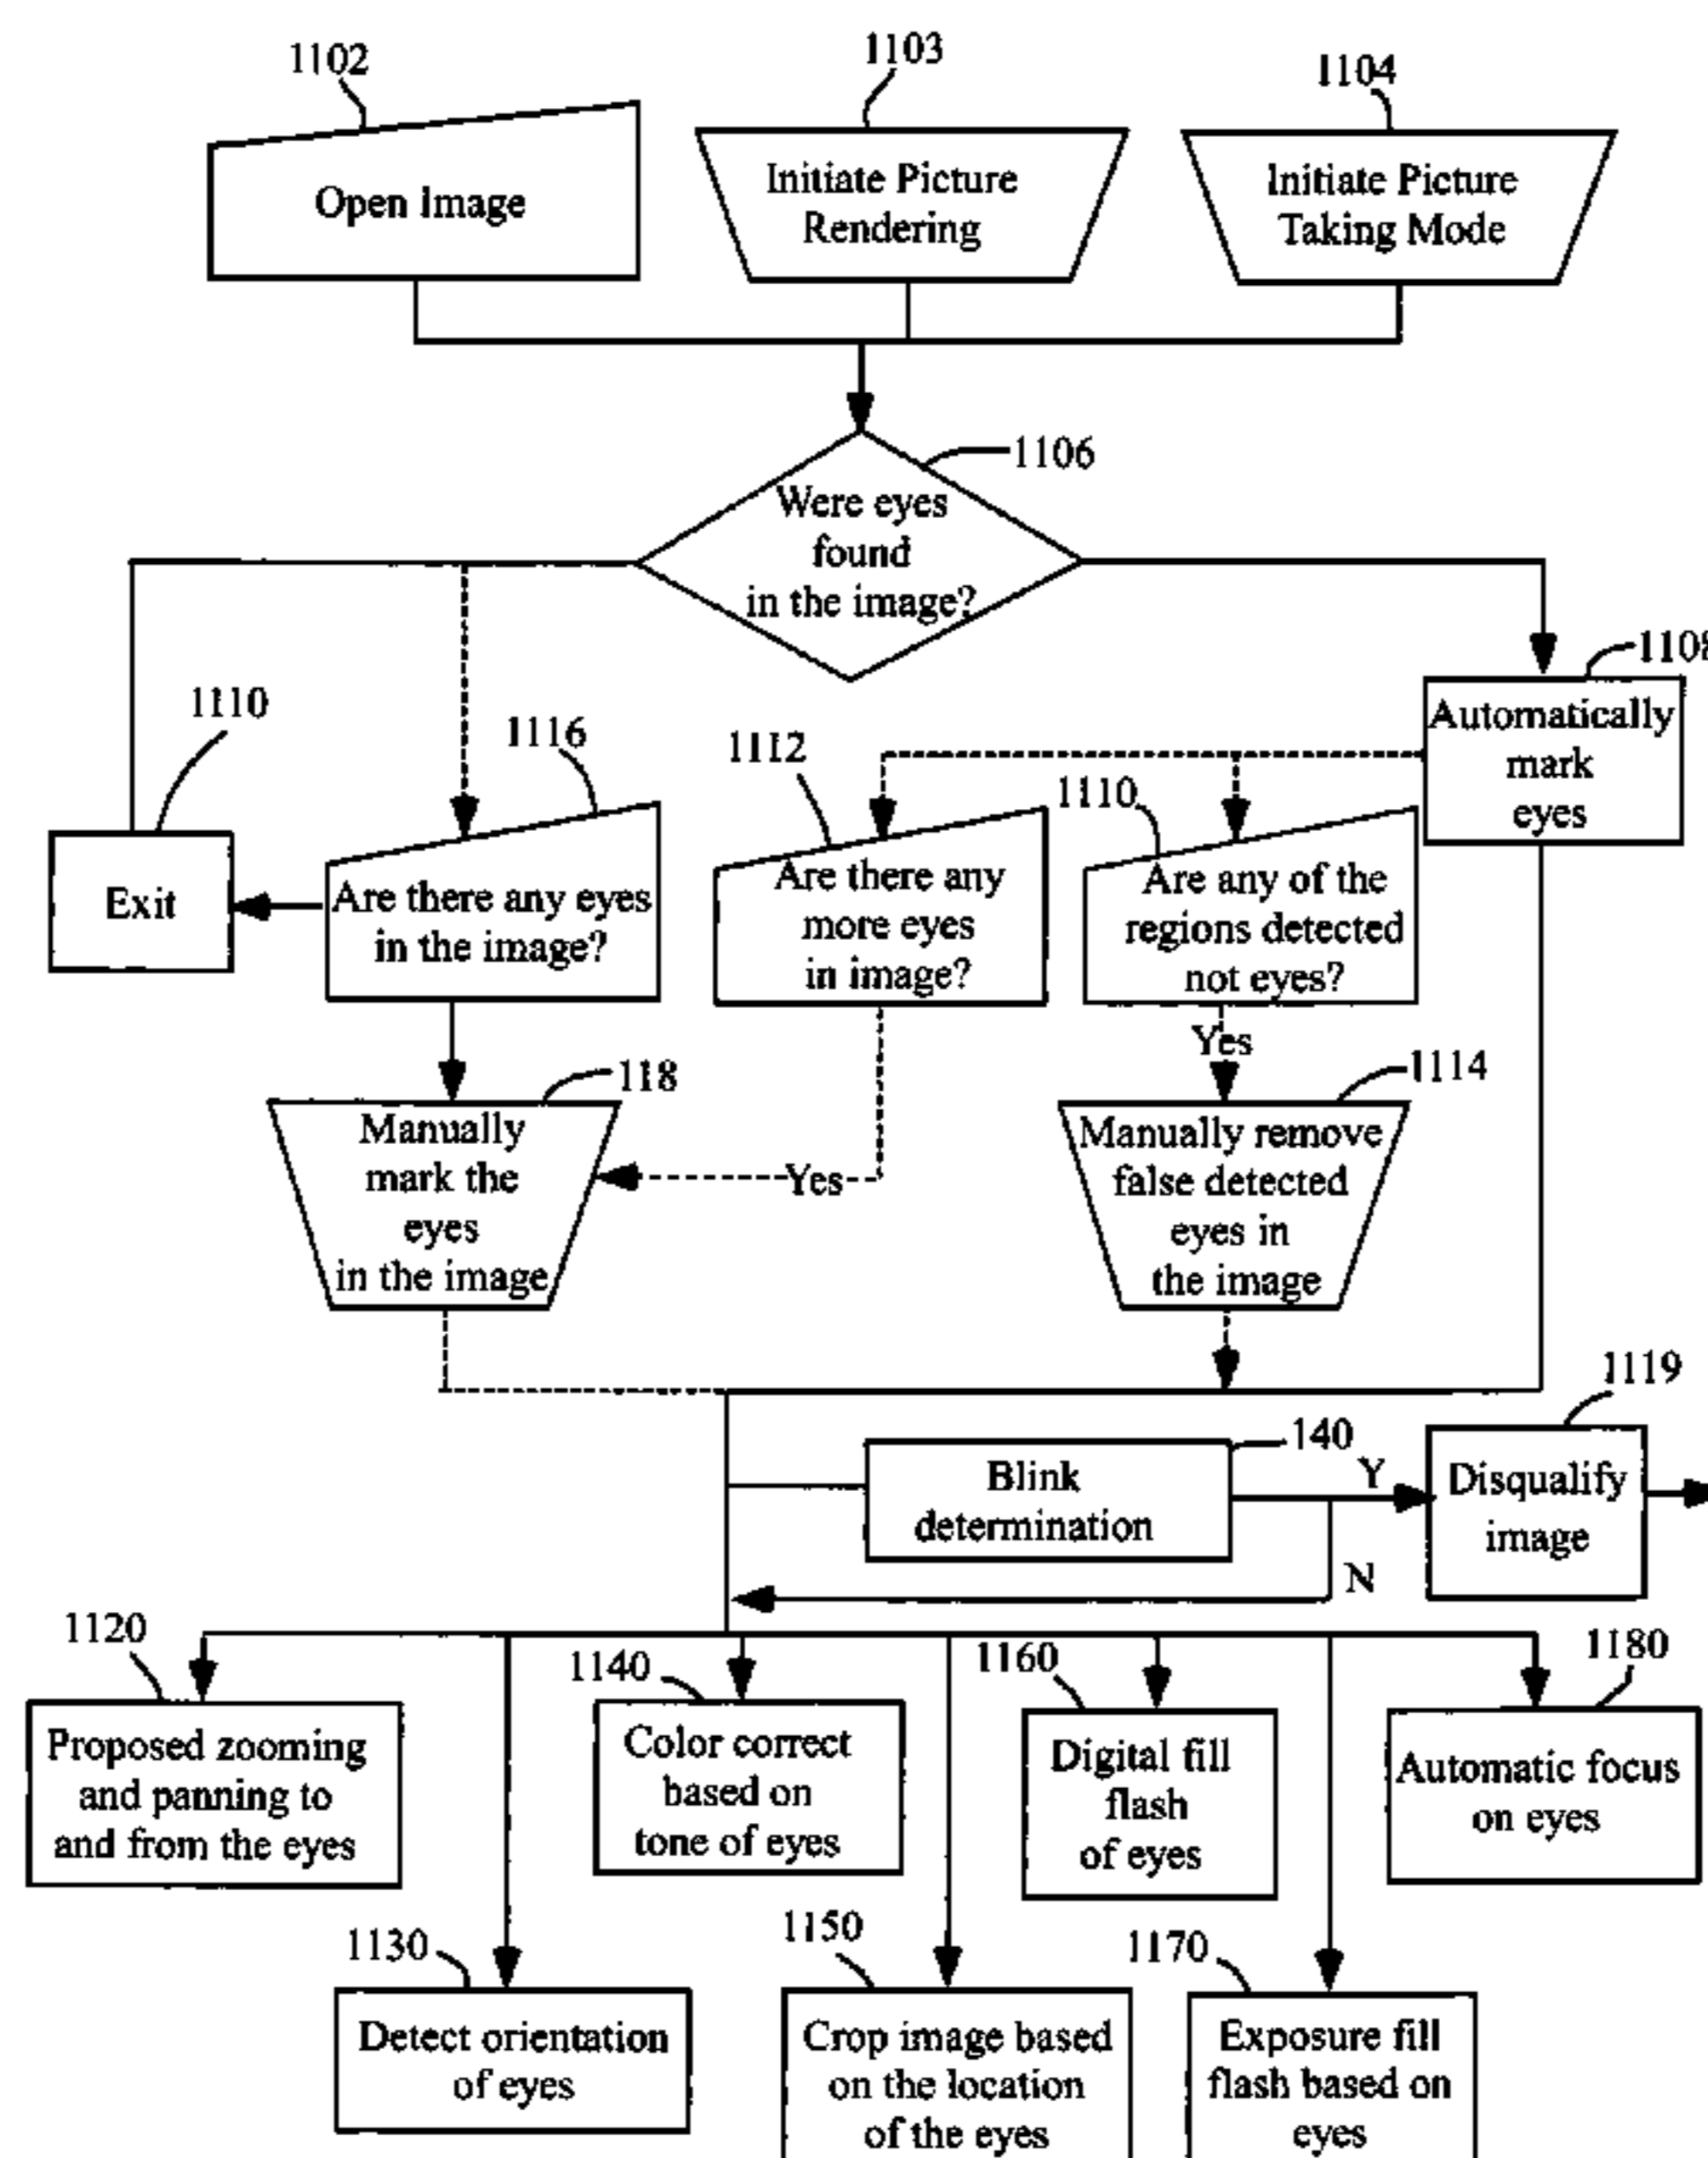 1102
1103
1104
Open Image
Initiate Picture
Rendering
Initiate Picture
Taking Mode
1106
Were eyes
found
in the image?
1108
Automatically
mark
eyes
1110
Exit
1116
Are there any eyes
in the image?
1112
Are there any
more eyes
in image?
1110
Are any of the
regions detected
not eyes?
Yes
118
Manually
mark the
eyes
in the image
Yes
1114
Manually remove
false detected
eyes in
the image
140
Blink
determination
Y
N
1119
Disqualify
image
1120
Proposed zooming
and panning to
and from the eyes
1140
Color correct
based on
tone of eyes
1160
Digital fill
flash
of eyes
1180
Automatic focus
on eyes
1130
Detect orientation
of eyes
1150
Crop image based
on the location
of the eyes
1170
Exposure fill
flash based on
eyes